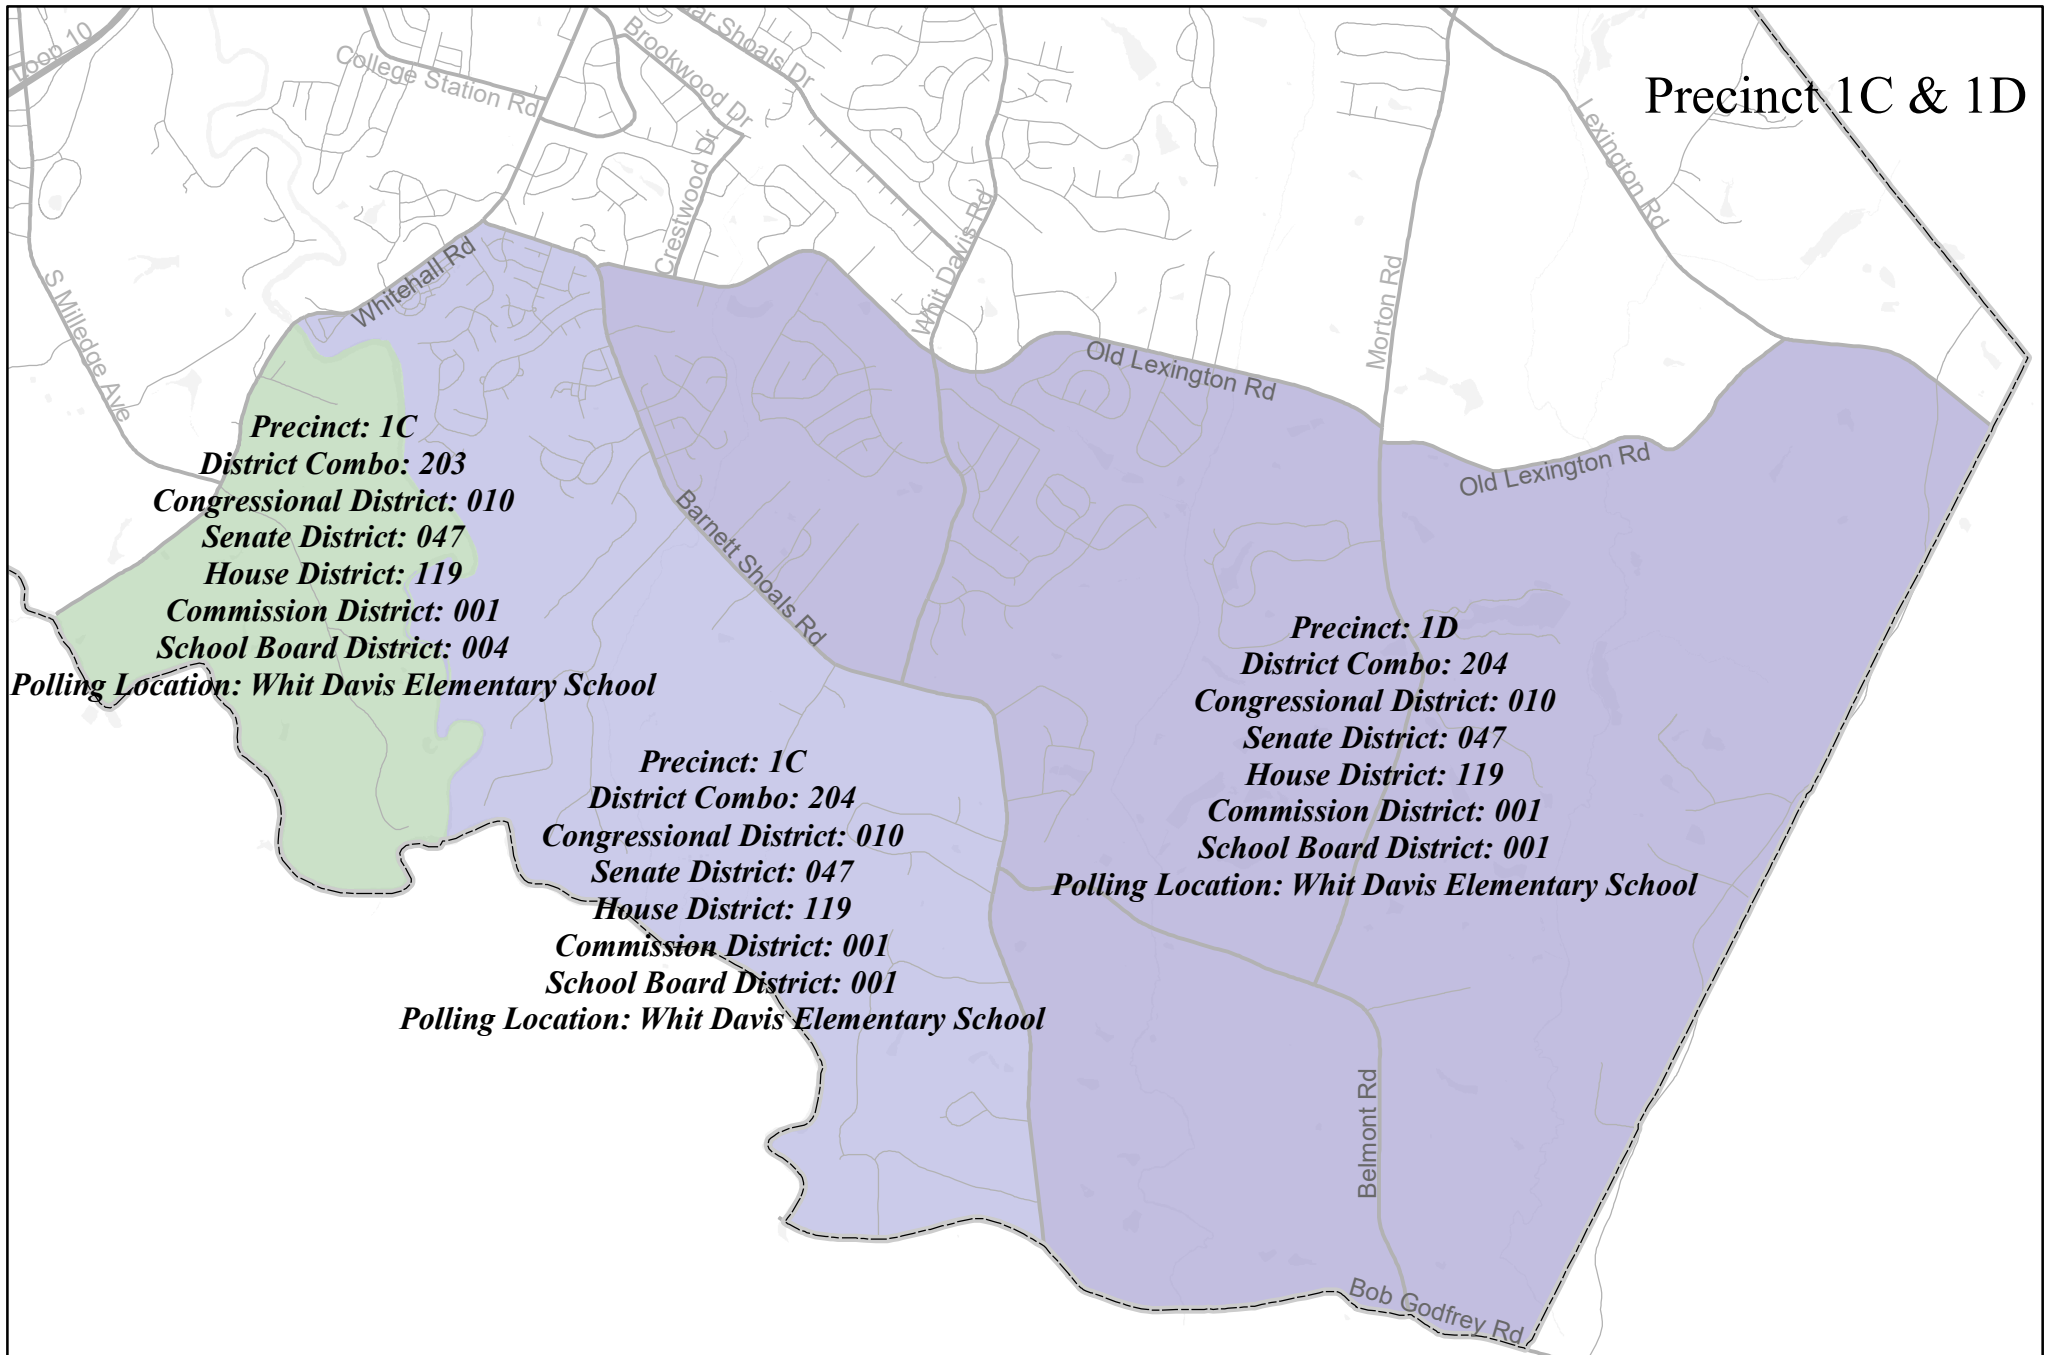 Precinct 1C & 1D
Loop 10
College Station Rd
Brookwood Dr
Shoals Dr
Crestwood Dr
Whit Davis Rd
Lexington Rd
Morton Rd
Whitehall Rd
S Milledge Ave
Old Lexington Rd
Old Lexington Rd
Barnett Shoals Rd
Precinct: 1C
District Combo: 203
Congressional District: 010
Senate District: 047
House District: 119
Commission District: 001
School Board District: 004
Polling Location: Whit Davis Elementary School
Precinct: 1D
District Combo: 204
Congressional District: 010
Senate District: 047
House District: 119
Commission District: 001
School Board District: 001
Polling Location: Whit Davis Elementary School
Precinct: 1C
District Combo: 204
Congressional District: 010
Senate District: 047
House District: 119
Commission District: 001
School Board District: 001
Polling Location: Whit Davis Elementary School
Belmont Rd
Bob Godfrey Rd